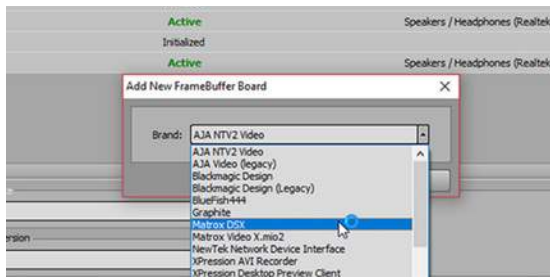 Active Speakers / Headphones (Realtek
Initialized
Active Speakers / Headphones (Realtek
Add New FrameBuffer Board
Brand: AJA NTV2 Video
AJA NTV2 Video
AJA Video (legacy)
Blackmagic Design
Blackmagic Design (Legacy)
BlueFish444
Graphite
Matrox DSX
Matrox Video X.mio2
NewTek Network Device Interface
XPression AVI Recorder
XPression Desktop Preview Client
ersion